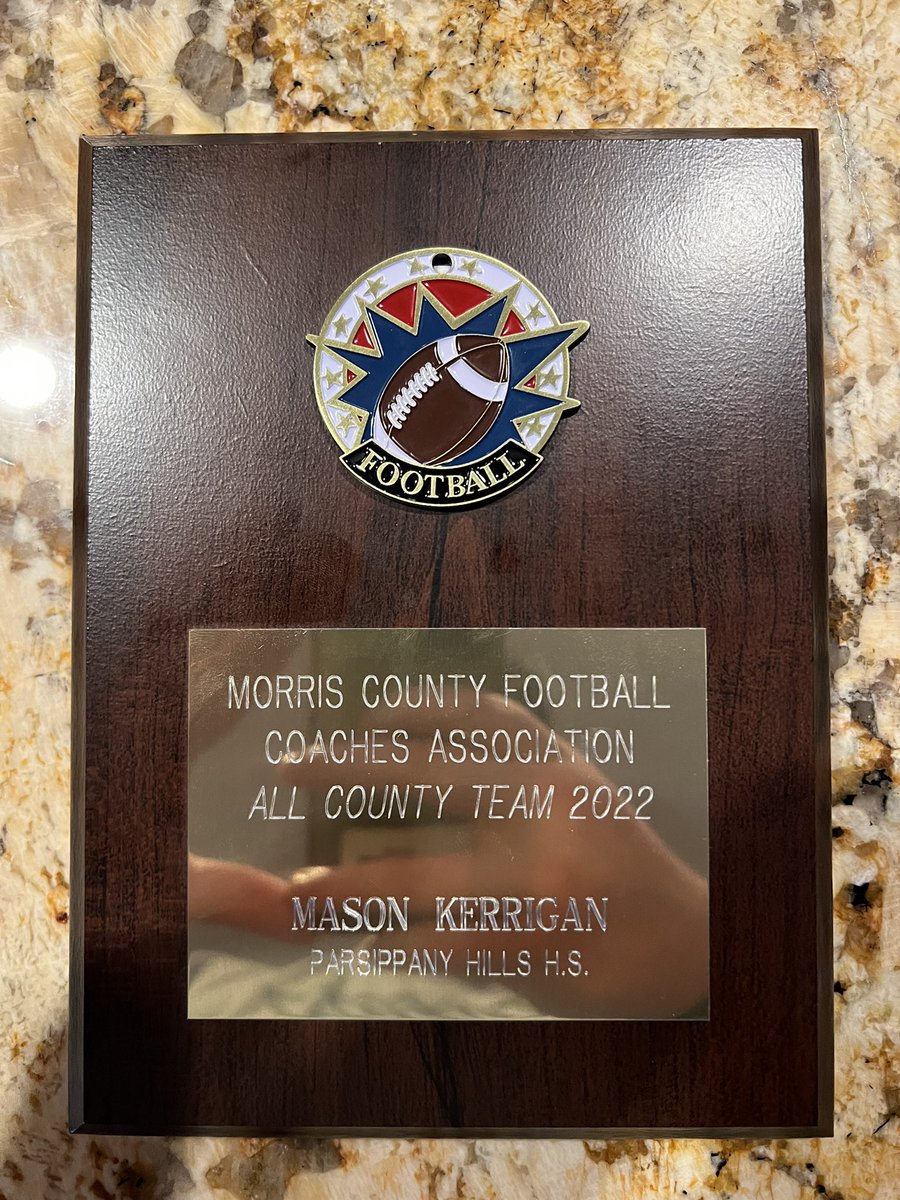 FOOTBALL
MORRIS COUNTY FOOTBALL
COACHES ASSOCIATION
ALL COUNTY TEAM 2022
MASON KERRIGAN
PARSIPPANY HILLS H.S.